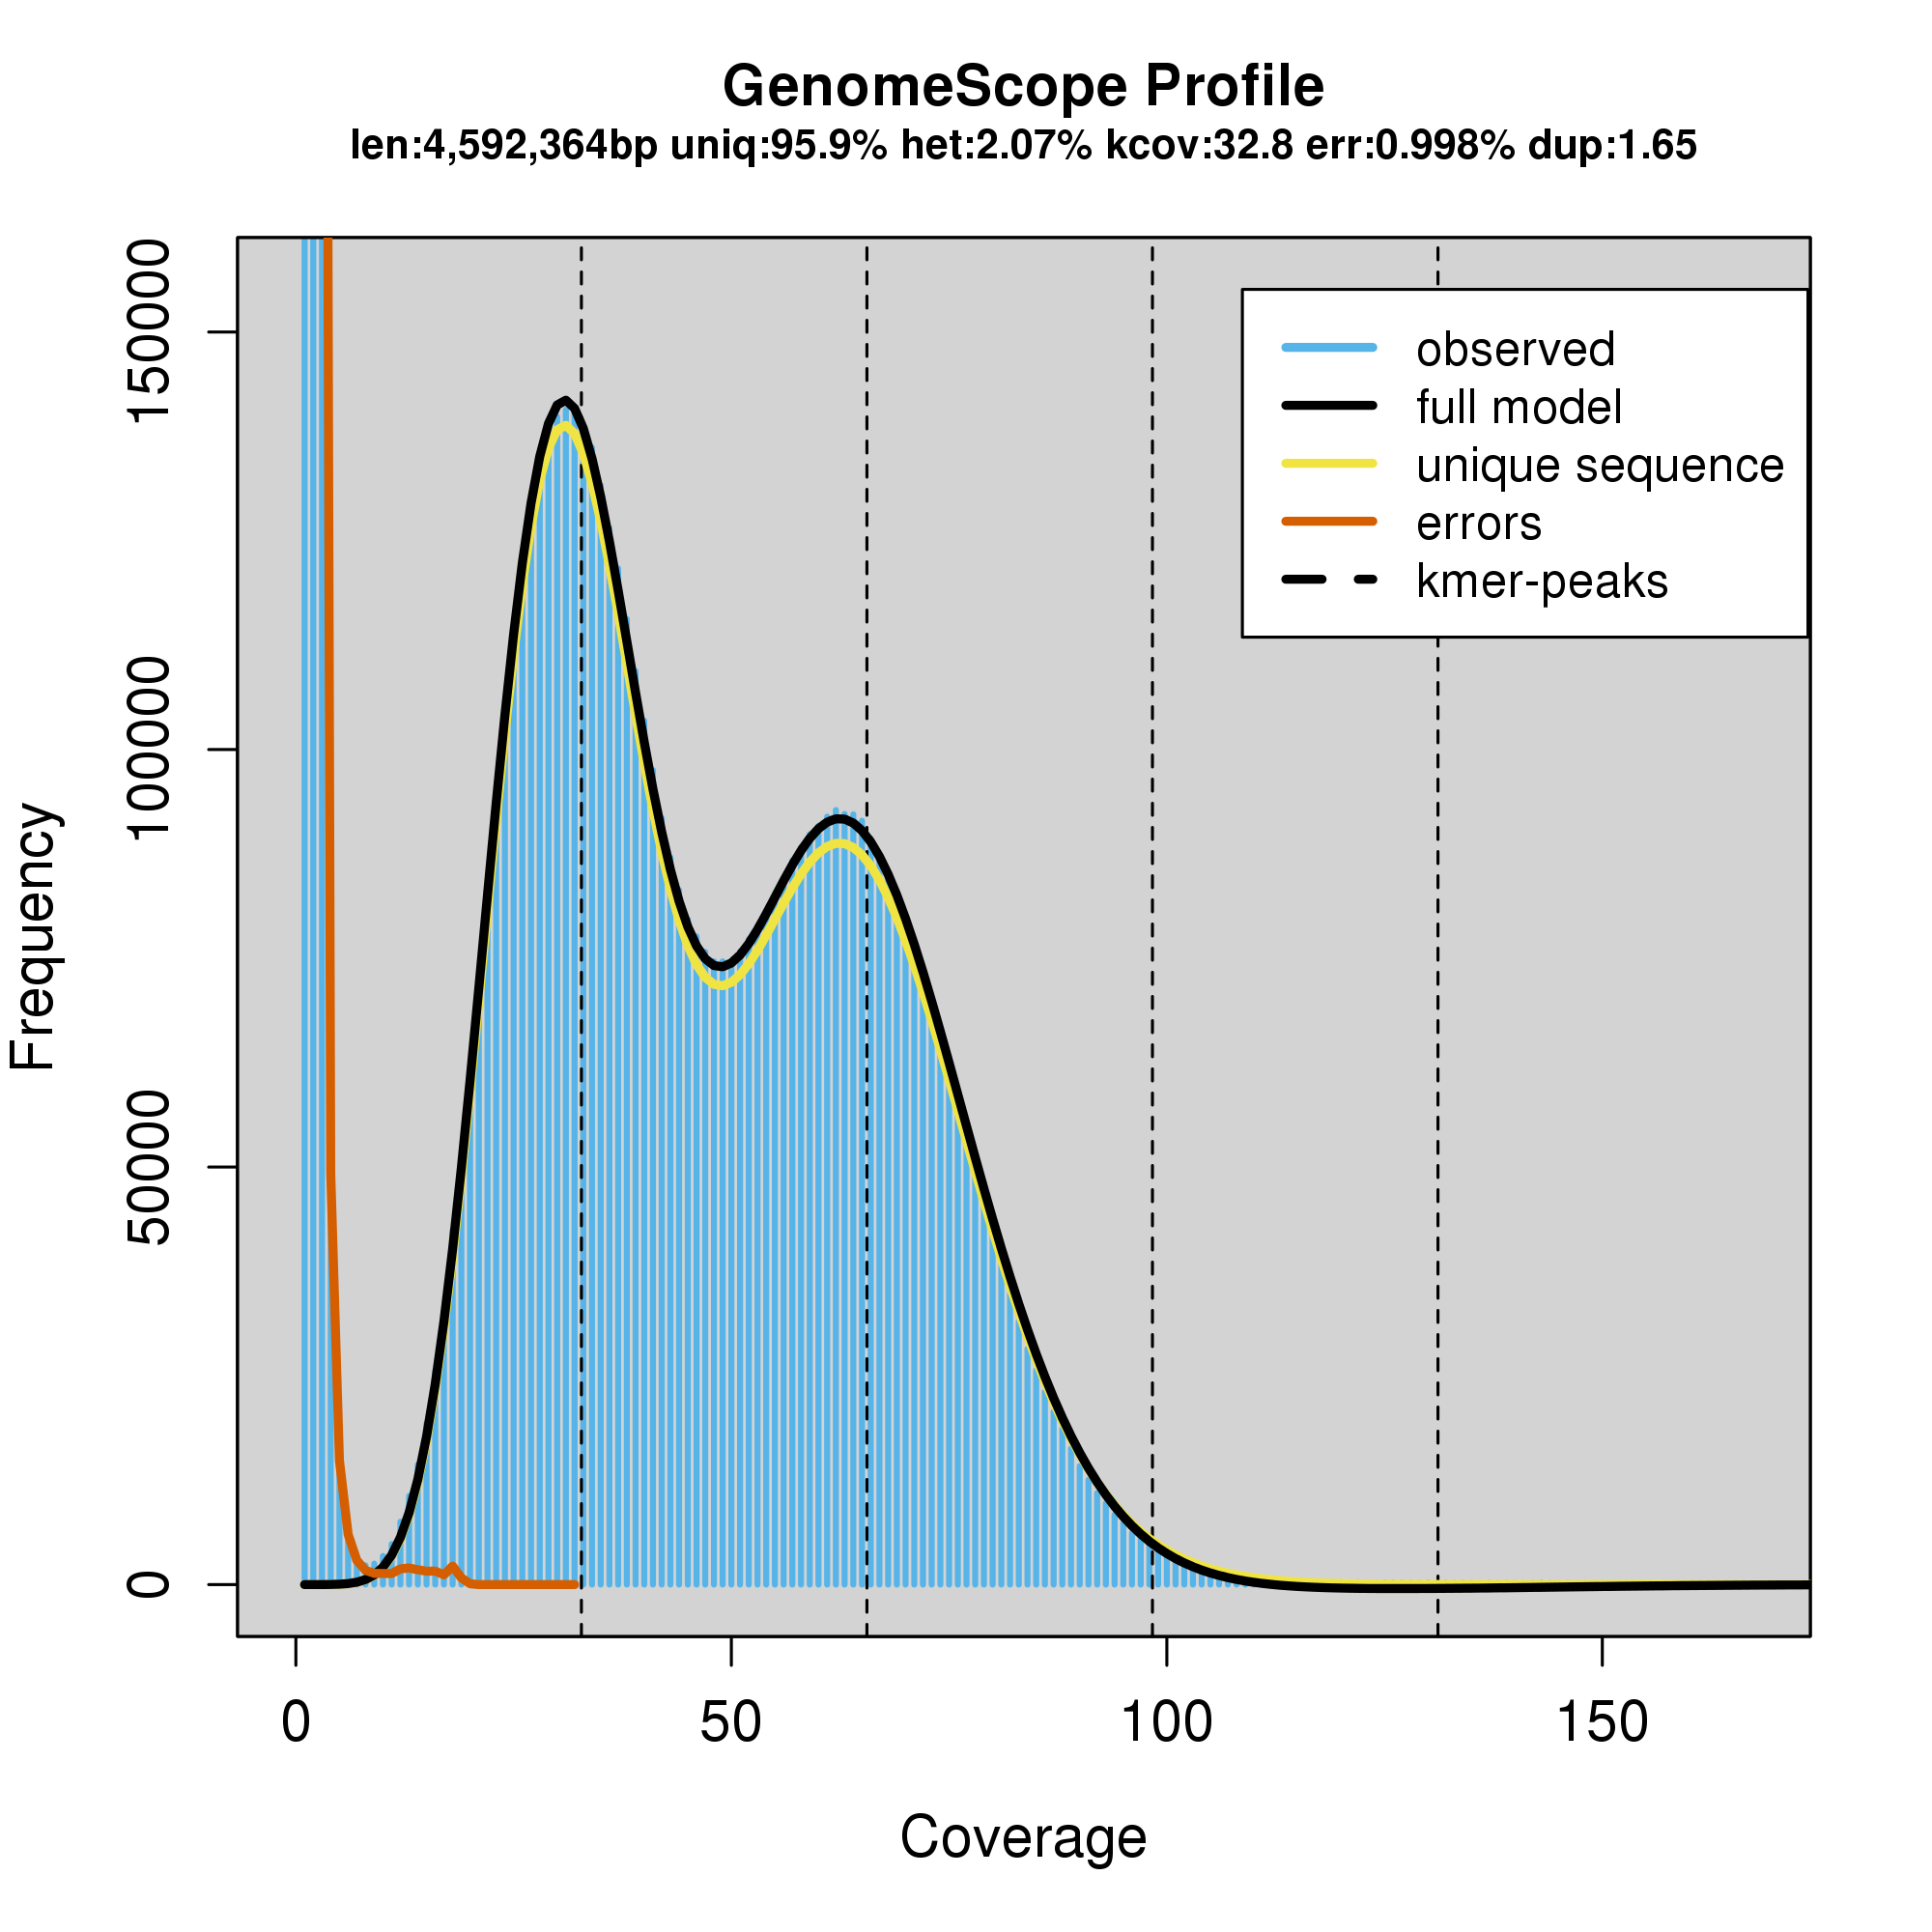 GenomeScope Profile
len:4,592,364bp uniq:95.9% het:2.07% kcov:32.8 err:0.998% dup:1.65
observed
full model
unique sequence
errors
kmer-peaks
Frequency
150000
100000
50000
0
0 50 100 150
Coverage